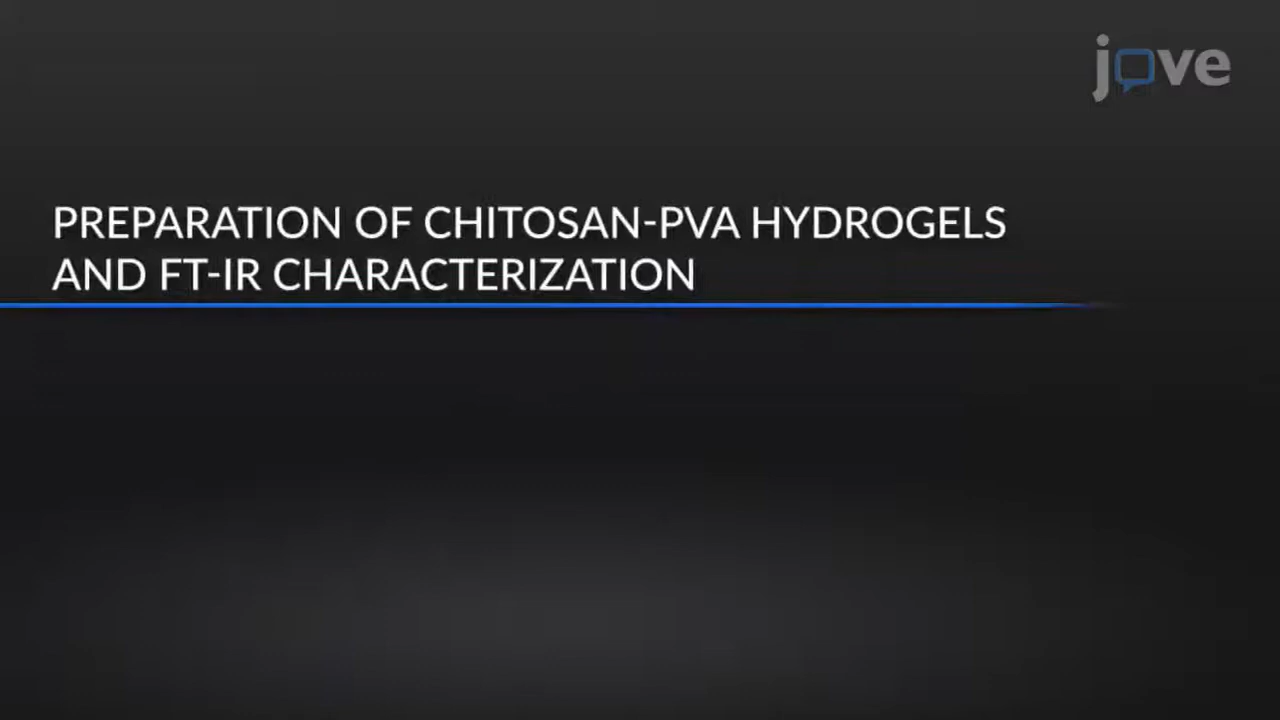 jove
PREPARATION OF CHITOSAN-PVA HYDROGELS
AND FT-IR CHARACTERIZATION